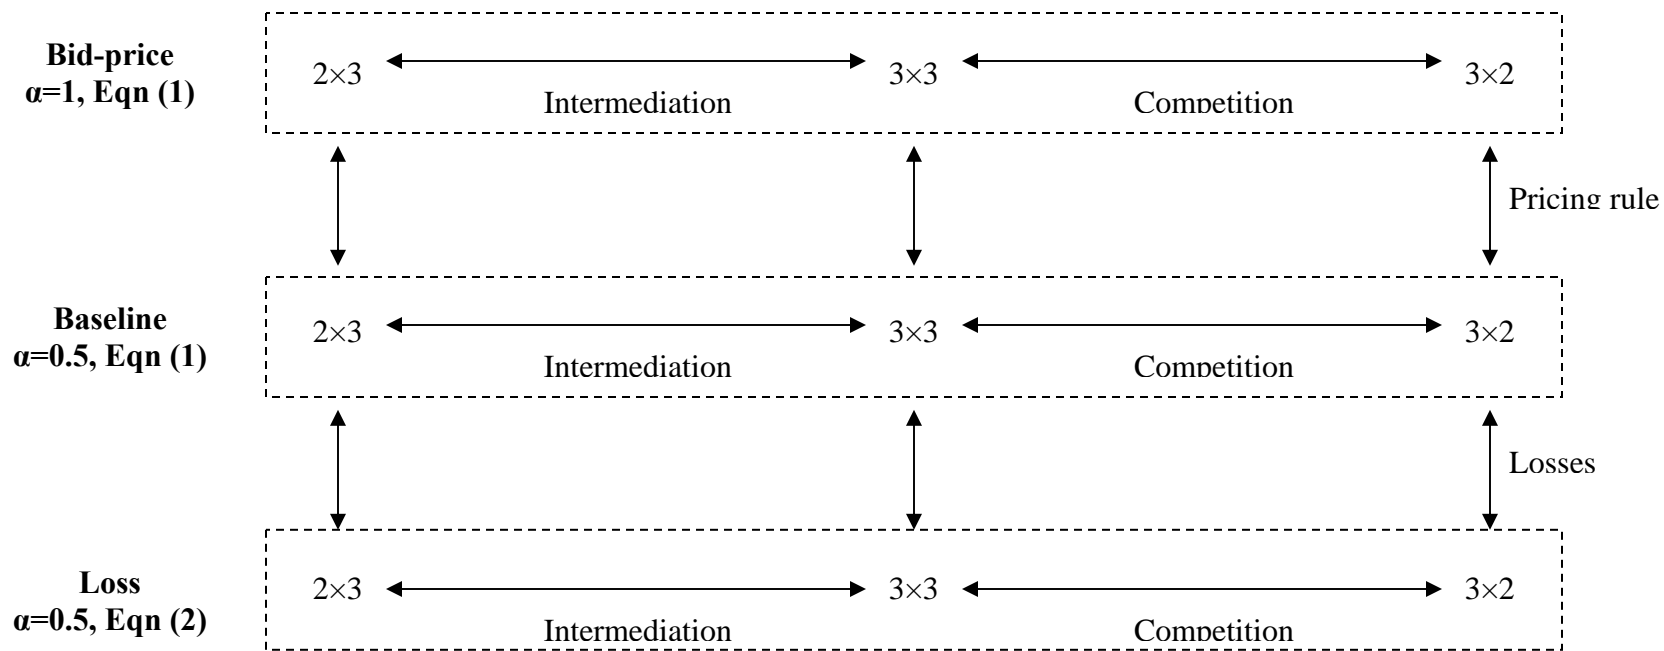 Bid-price
α=1, Eqn (1)
2×3
3×3
3×2
Intermediation
Competition
Pricing rule
Baseline
α=0.5, Eqn (1)
2×3
3×3
3×2
Intermediation
Competition
Losses
Loss
α=0.5, Eqn (2)
2×3
3×3
3×2
Intermediation
Competition